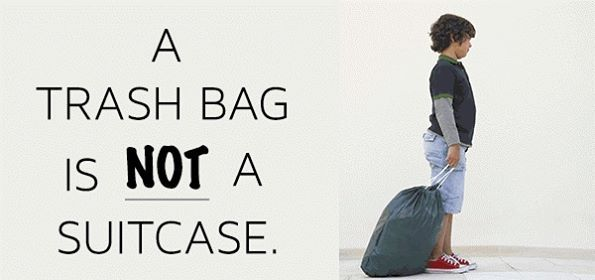 A
TRASH BAG
IS NOT A
SUITCASE.